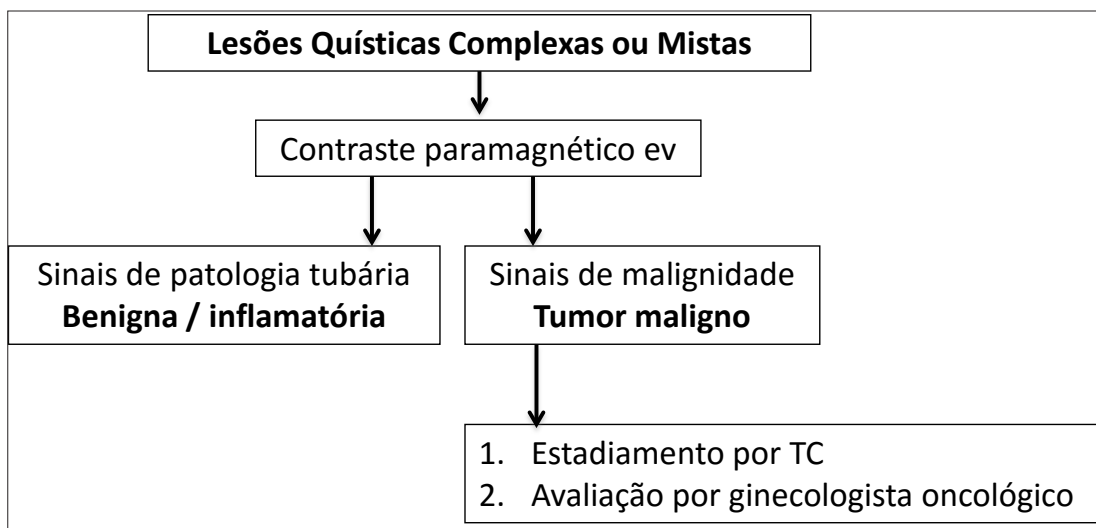 Lesões Quísticas Complexas ou Mistas
Contraste paramagnético ev
Sinais de patologia tubária
Benigna / inflamatória
Sinais de malignidade
Tumor maligno
1. Estadiamento por TC
2. Avaliação por ginecologista oncológico